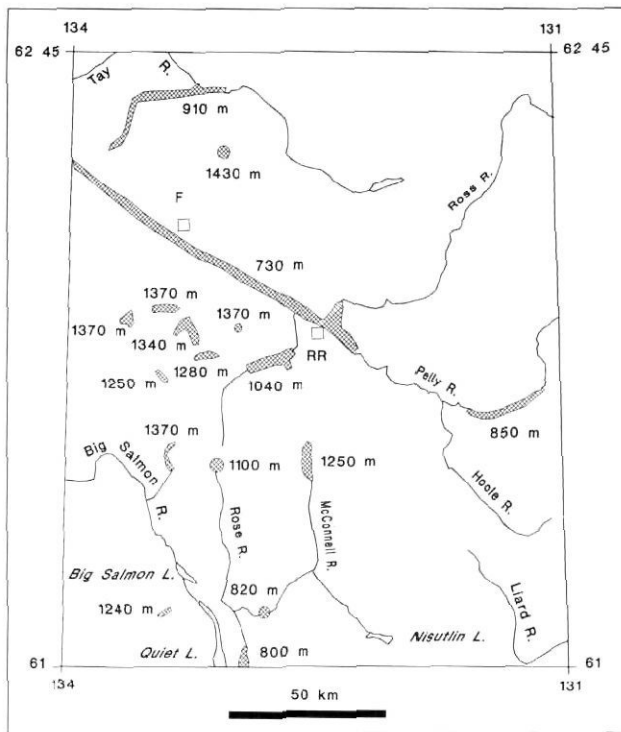 134
131
62 45
62 45
Tay
R.
910 m
1430 m
Ross R.
F
730 m
1370 m
1370 m
1370 m
1340 m
RR
1280 m
1250 m
1040 m
Pelly R.
850 m
1370 m
Big
Salmon
R.
1100 m
1250 m
Hoole R.
Rose R.
McConnell R.
Big Salmon L.
820 m
1240 m
Liard R.
Nisutlin L.
Quiet L.
800 m
61
61
134
131
50 km